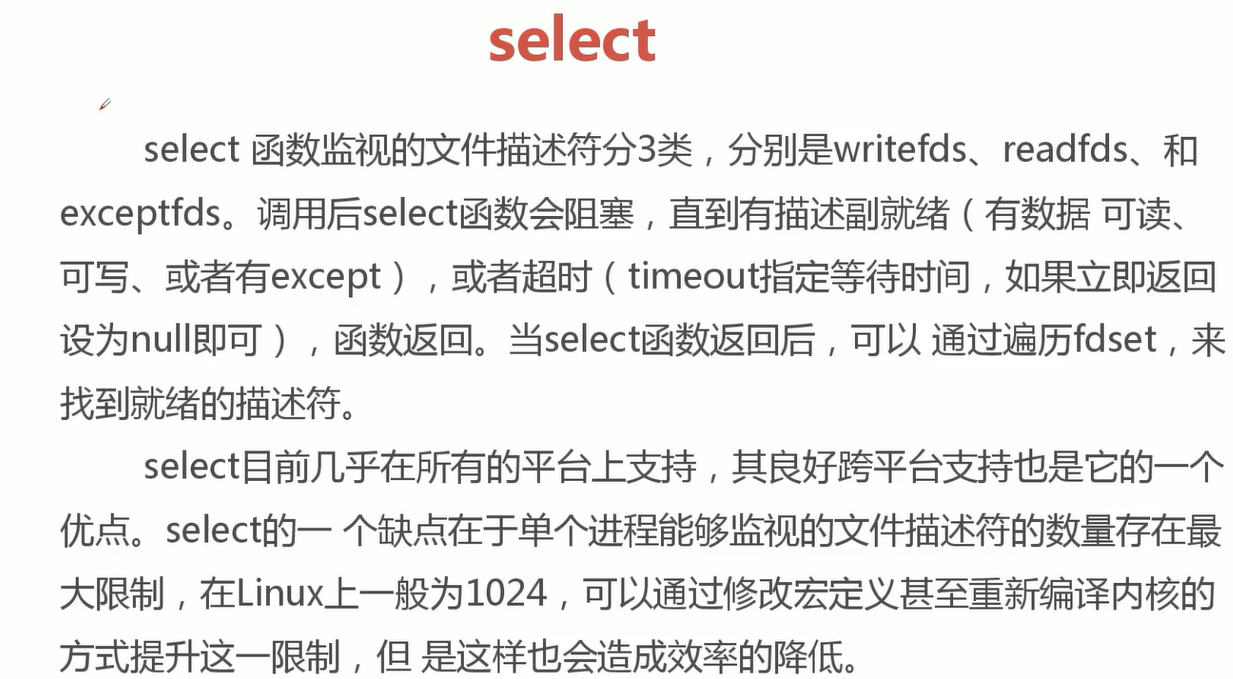 select
select 函数监视的文件描述符分3类，分别是writefds、readfds、和
exceptfds。调用后select函数会阻塞，直到有描述副就绪（有数据 可读、
可写、或者有except），或者超时（timeout指定等待时间，如果立即返回
设为null即可），函数返回。当select函数返回后，可以 通过遍历fdset，来
找到就绪的描述符。
select目前几乎在所有的平台上支持，其良好跨平台支持也是它的一个
优点。select的一 个缺点在于单个进程能够监视的文件描述符的数量存在最
大限制，在Linux上一般为1024，可以通过修改宏定义甚至重新编译内核的
方式提升这一限制，但 是这样也会造成效率的降低。